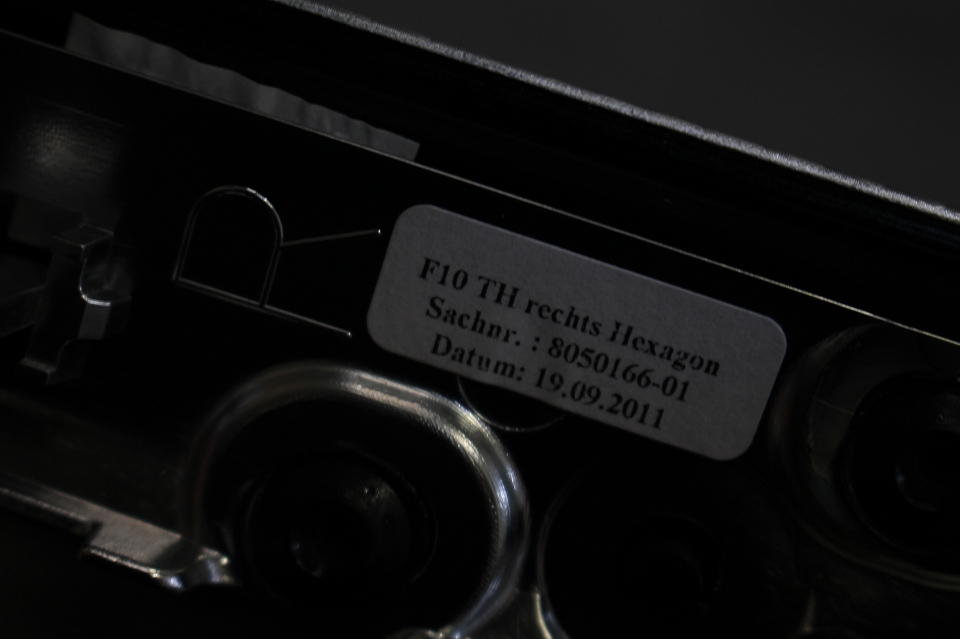 R
F10 TH rechts Hexagon
Sachnr. : 8050166-01
Datum: 19.09.2011